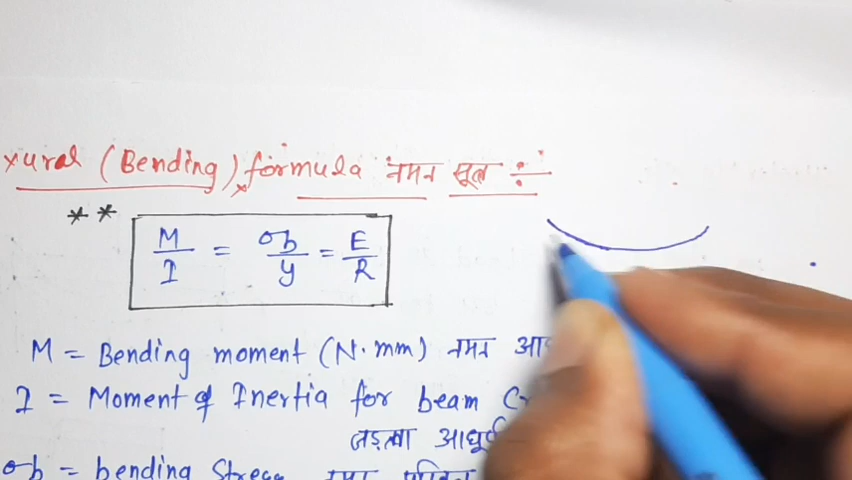 xural (Bending) formula नमन सूत्र ÷
** M/I = σb/y = E/R
M = Bending moment (N.mm) नमन
I = Moment of Inertia for beam
जड़त्वा आघूर्ण
σb = bending Stress